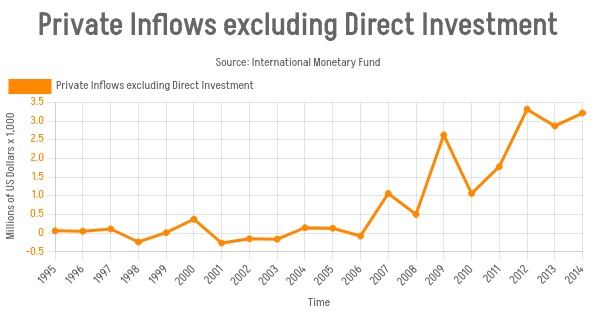 Private Inflows excluding Direct Investment
Source: International Monetary Fund
Private Inflows excluding Direct Investment
Millions of US Dollars x 1,000
3.5
3.0
2.5
2.0
1.5
1.0
0.5
0
-0.5
1995 1996 1997 1998 1999 2000 2001 2002 2003 2004 2005 2006 2007 2008 2009 2010 2011 2012 2013 2014
Time